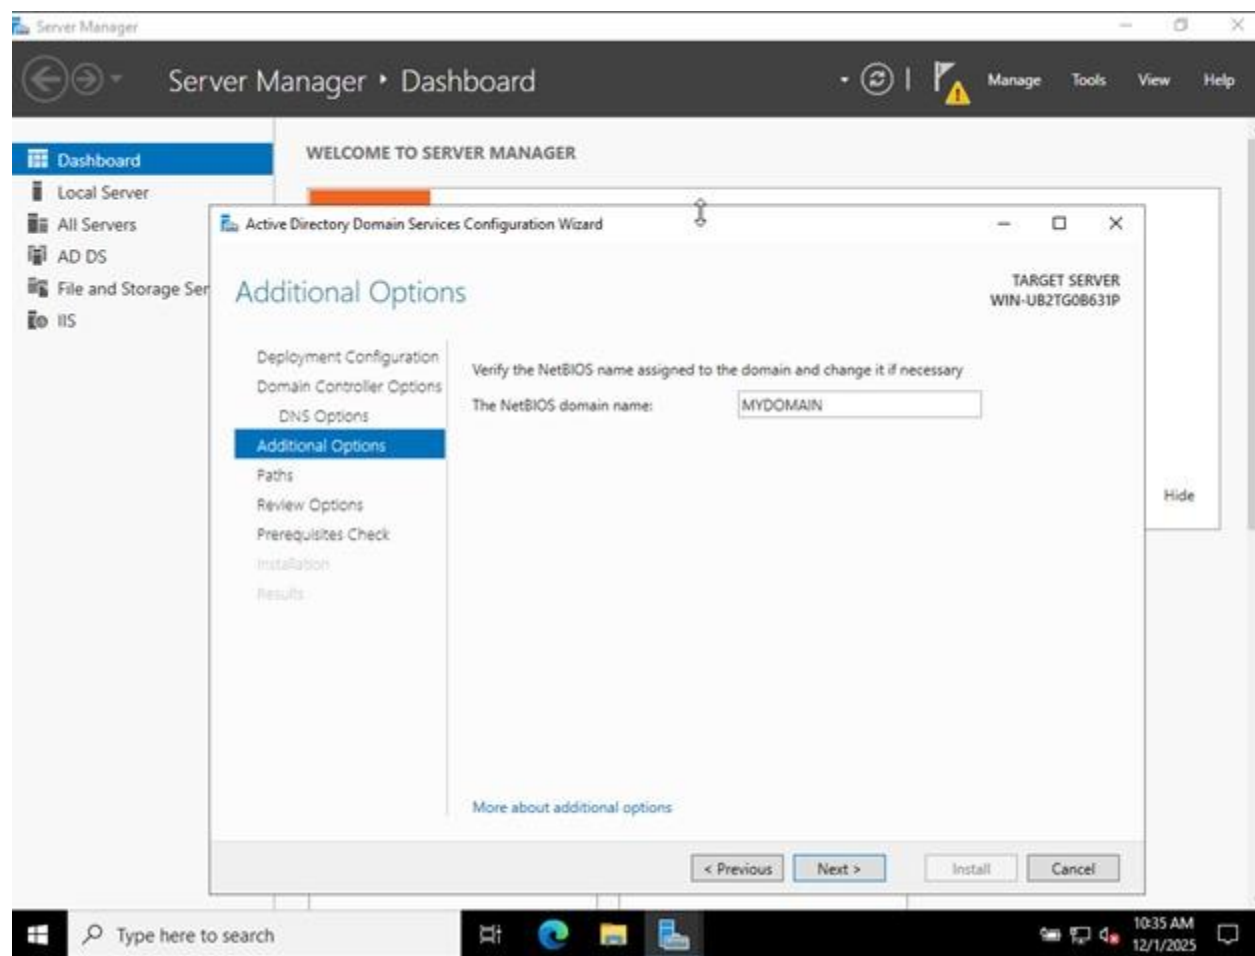 Server Manager
Server Manager • Dashboard
Manage Tools View Help
Dashboard
Local Server
All Servers
AD DS
File and Storage Ser
IIS
WELCOME TO SERVER MANAGER
Active Directory Domain Services Configuration Wizard
Additional Options
TARGET SERVER
WIN-UB2TG0B631P
Deployment Configuration
Domain Controller Options
DNS Options
Additional Options
Paths
Review Options
Prerequisites Check
Installation
Results
Verify the NetBIOS name assigned to the domain and change it if necessary
The NetBIOS domain name: MYDOMAIN
More about additional options
Hide
< Previous Next > Install Cancel
Type here to search
10:35 AM
12/1/2025